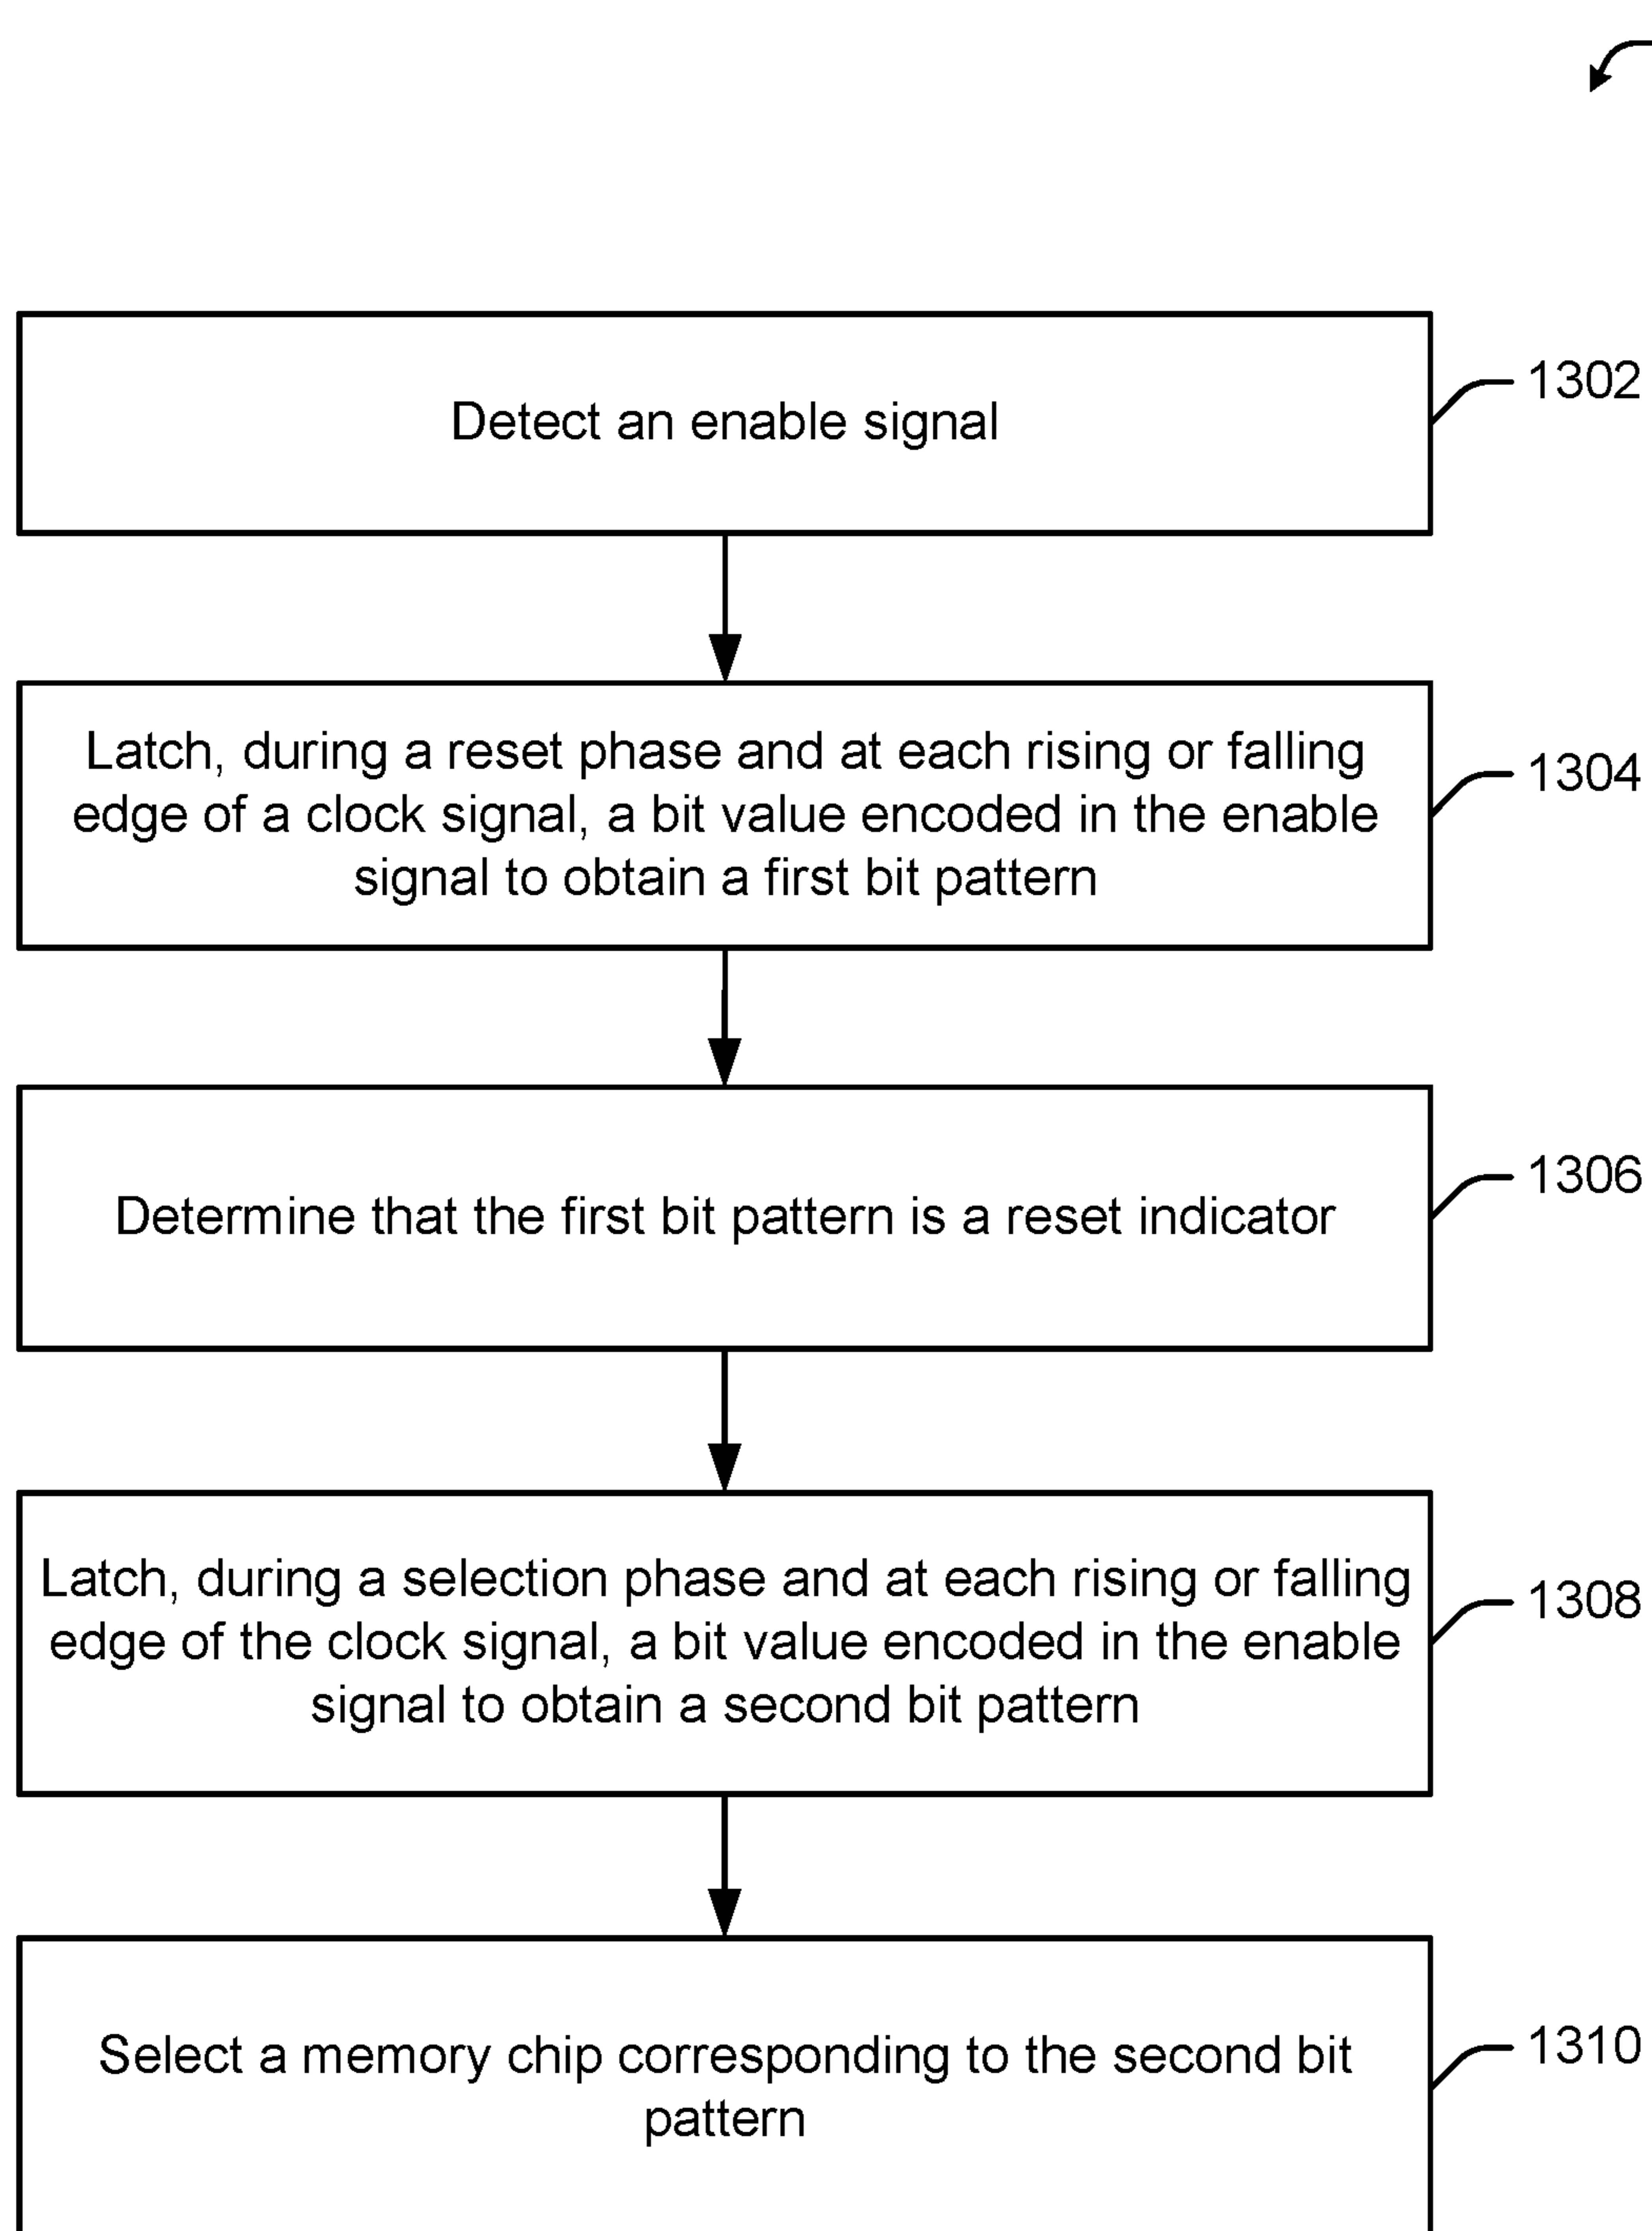 Detect an enable signal
1302
Latch, during a reset phase and at each rising or falling
edge of a clock signal, a bit value encoded in the enable
signal to obtain a first bit pattern
1304
Determine that the first bit pattern is a reset indicator
1306
Latch, during a selection phase and at each rising or falling
edge of the clock signal, a bit value encoded in the enable
signal to obtain a second bit pattern
1308
Select a memory chip corresponding to the second bit
pattern
1310